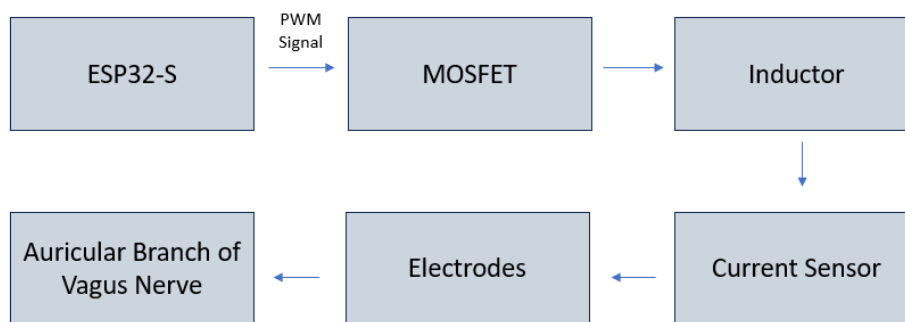 PWM
Signal
ESP32-S
MOSFET
Inductor
Auricular Branch of
Vagus Nerve
Electrodes
Current Sensor